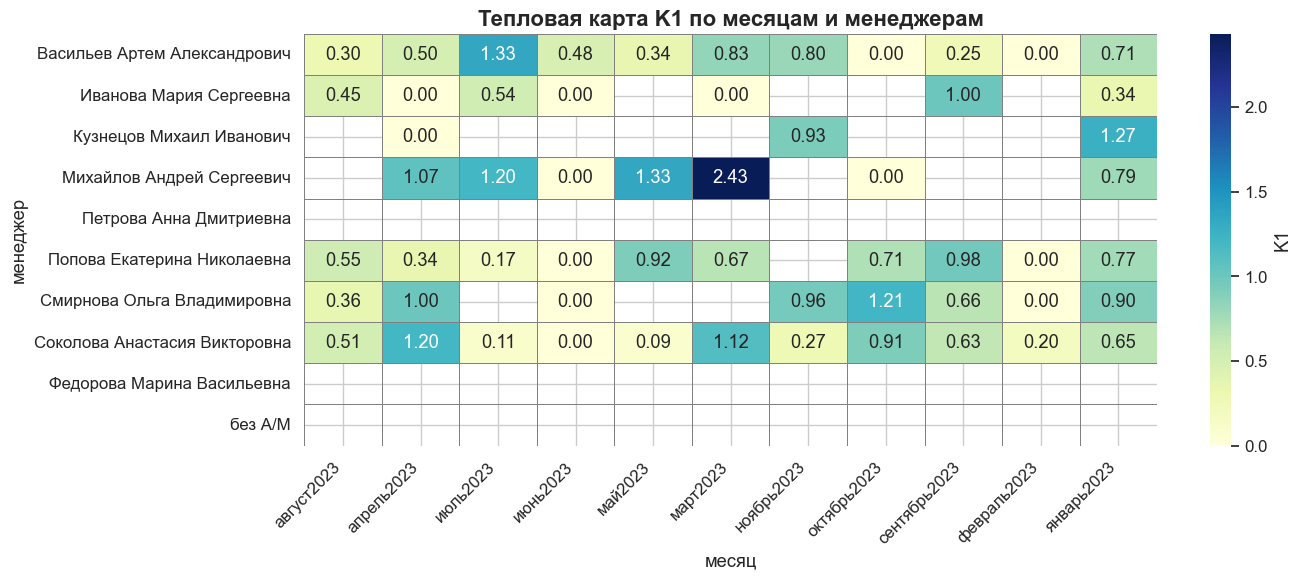 Тепловая карта K1 по месяцам и менеджерам
менеджер
Васильев Артем Александрович 0.30 0.50 1.33 0.48 0.34 0.83 0.80 0.00 0.25 0.00 0.71
Иванова Мария Сергеевна 0.45 0.00 0.54 0.00 0.00 1.00 0.34
Кузнецов Михаил Иванович 0.00 0.93 1.27
Михайлов Андрей Сергеевич 1.07 1.20 0.00 1.33 2.43 0.00 0.79
Петрова Анна Дмитриевна
Попова Екатерина Николаевна 0.55 0.34 0.17 0.00 0.92 0.67 0.71 0.98 0.00 0.77
Смирнова Ольга Владимировна 0.36 1.00 0.00 0.96 1.21 0.66 0.00 0.90
Соколова Анастасия Викторовна 0.51 1.20 0.11 0.00 0.09 1.12 0.27 0.91 0.63 0.20 0.65
Федорова Марина Васильевна
без А/М
август2023 апрель2023 июль2023 июнь2023 май2023 март2023 ноябрь2023 октябрь2023 сентябрь2023 февраль2023 январь2023
месяц
2.0
1.5
1.0
0.5
0.0
K1